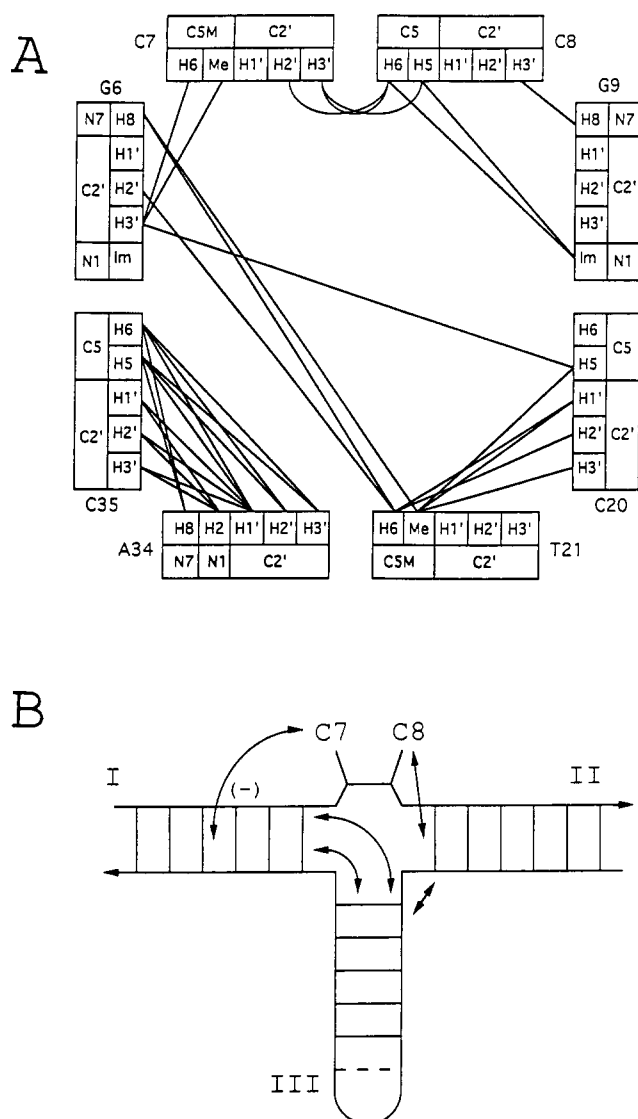 A
C7 C5M C2' C5 C2' C8
H6 Me H1' H2' H3' H6 H5 H1' H2' H3'
G6 G9
N7 H8 H8 N7
H1' H1'
C2' H2' H2' C2'
H3' H3'
N1 Im Im N1
H6 H6
C5 C5
H5 H5
H1' H1'
C2' H2' H2' C2'
H3' H3'
C35 C20
A34 H8 H2 H1' H2' H3' H6 Me H1' H2' H3' T21
N7 N1 C2' C5M C2'
B
C7 C8
I (-) II
III